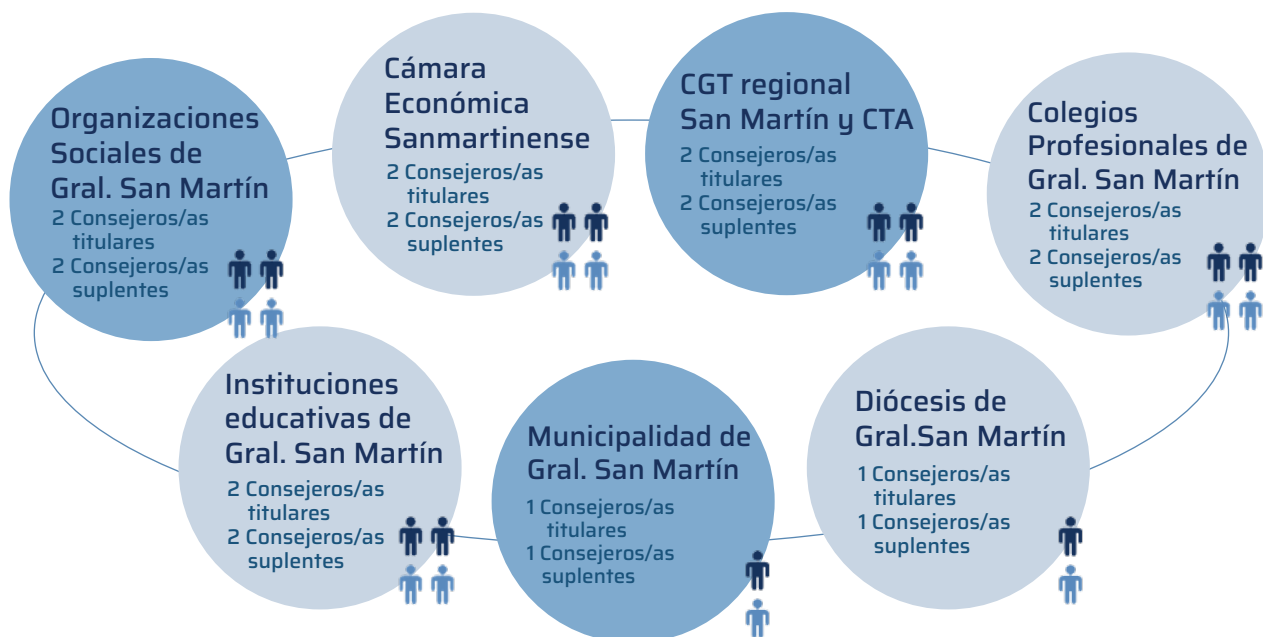 Organizaciones
Sociales de
Gral. San Martín
2 Consejeros/as
titulares
2 Consejeros/as
suplentes
Cámara
Económica
Sanmartinense
2 Consejeros/as
titulares
2 Consejeros/as
suplentes
CGT regional
San Martín y CTA
2 Consejeros/as
titulares
2 Consejeros/as
suplentes
Colegios
Profesionales de
Gral. San Martín
2 Consejeros/as
titulares
2 Consejeros/as
suplentes
Instituciones
educativas de
Gral. San Martín
2 Consejeros/as
titulares
2 Consejeros/as
suplentes
Municipalidad de
Gral. San Martín
1 Consejeros/as
titulares
1 Consejeros/as
suplentes
Diócesis de
Gral.San Martín
1 Consejeros/as
titulares
1 Consejeros/as
suplentes